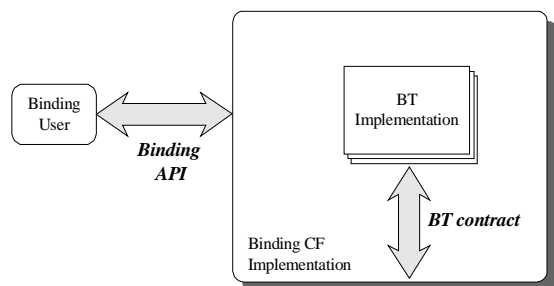 Binding
User
Binding
API
BT
Implementation
BT contract
Binding CF
Implementation